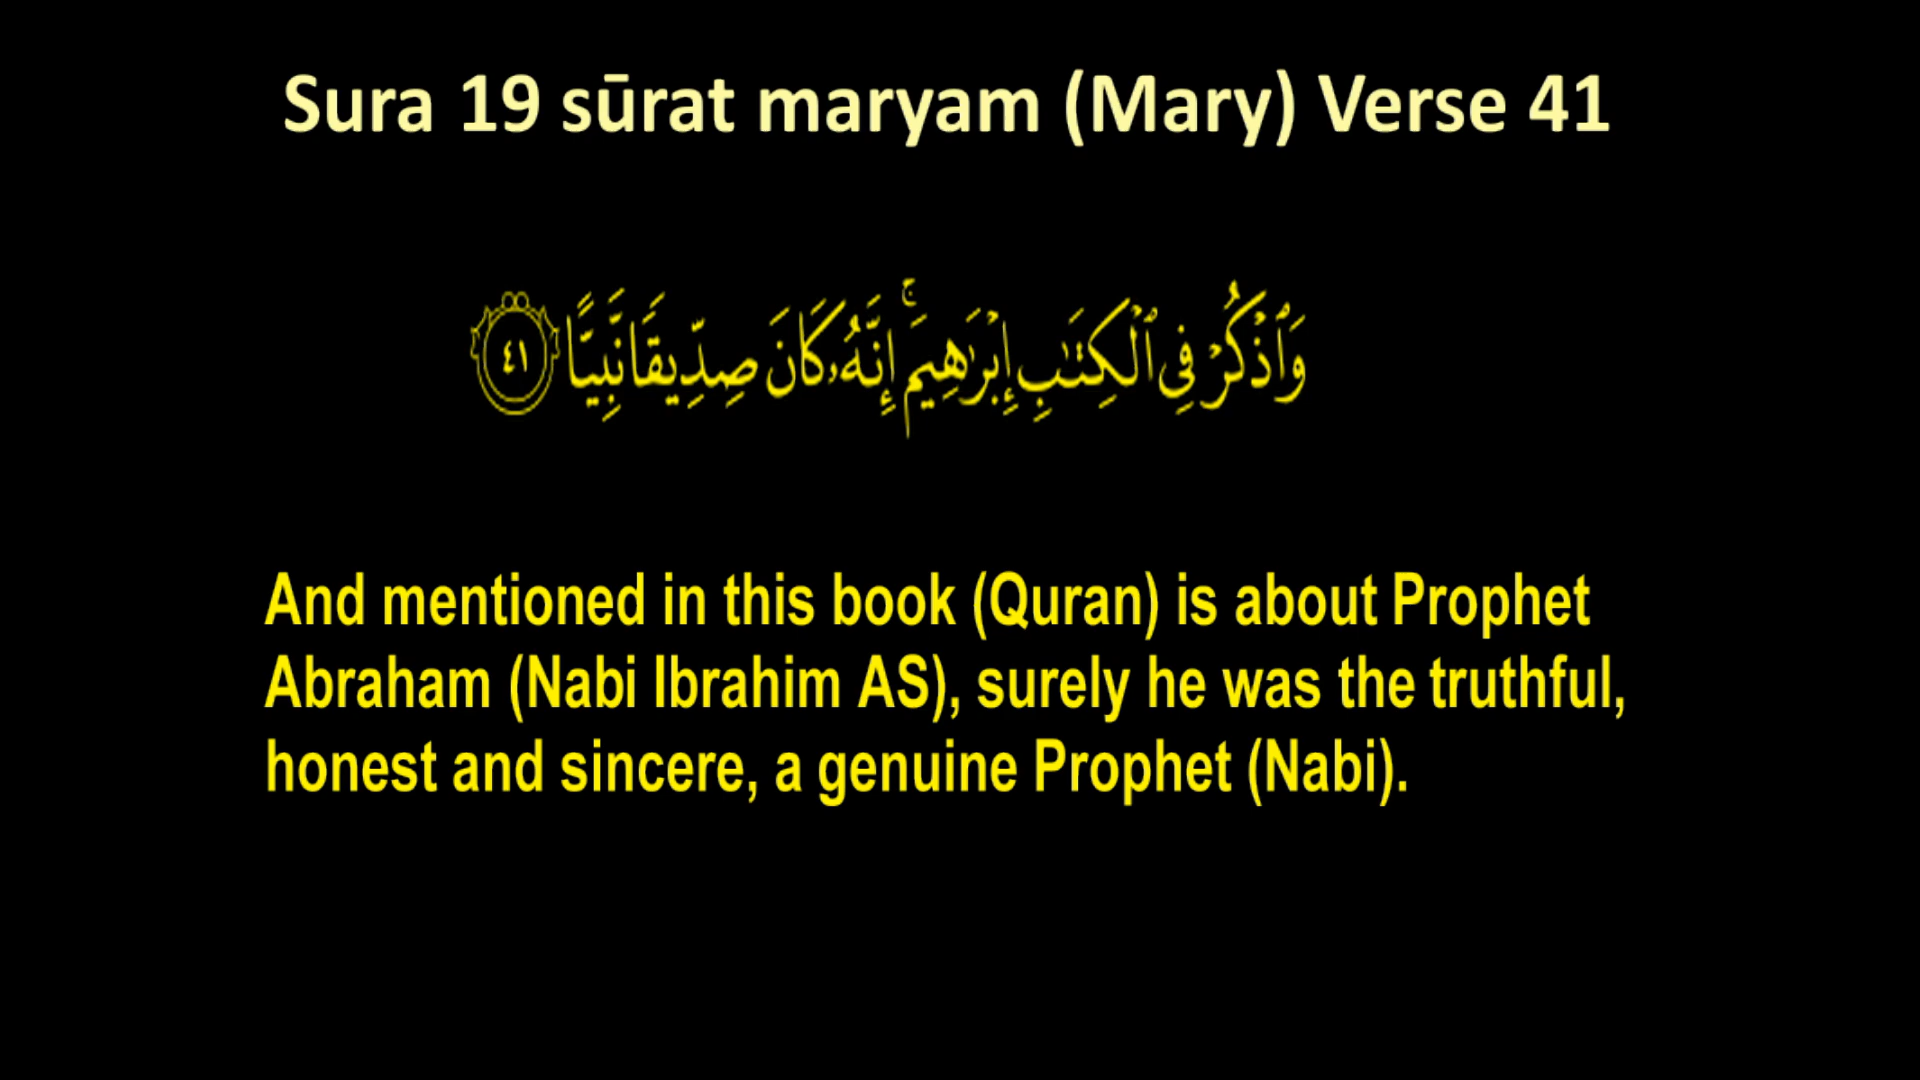 Sura 19 sūrat maryam (Mary) Verse 41
وَٱذْكُرْ فِى ٱلْكِتَٰبِ إِبْرَٰهِيمَ ۚ إِنَّهُۥ كَانَ صِدِّيقًا نَّبِيًّا ٤١
And mentioned in this book (Quran) is about Prophet
Abraham (Nabi Ibrahim AS), surely he was the truthful,
honest and sincere, a genuine Prophet (Nabi).